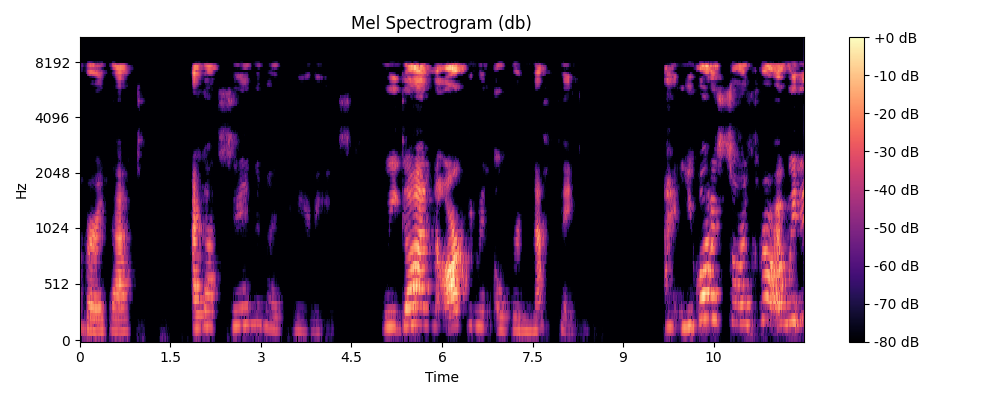 Mel Spectrogram (db)
8192
4096
2048
1024
512
0
Hz
0 1.5 3 4.5 6 7.5 9 10
Time
+0 dB
-10 dB
-20 dB
-30 dB
-40 dB
-50 dB
-60 dB
-70 dB
-80 dB